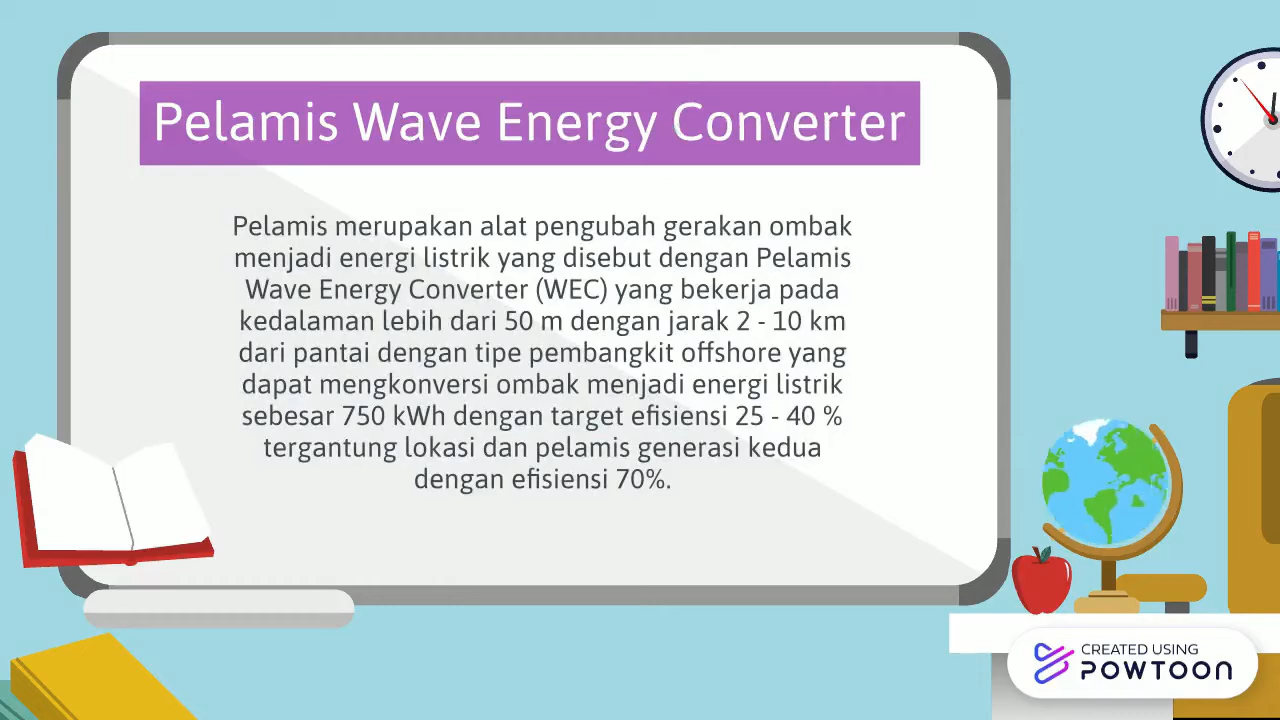 Pelamis Wave Energy Converter
Pelamis merupakan alat pengubah gerakan ombak
menjadi energi listrik yang disebut dengan Pelamis
Wave Energy Converter (WEC) yang bekerja pada
kedalaman lebih dari 50 m dengan jarak 2 - 10 km
dari pantai dengan tipe pembangkit offshore yang
dapat mengkonversi ombak menjadi energi listrik
sebesar 750 kWh dengan target efisiensi 25 - 40 %
tergantung lokasi dan pelamis generasi kedua
dengan efisiensi 70%.
CREATED USING
POWTOON